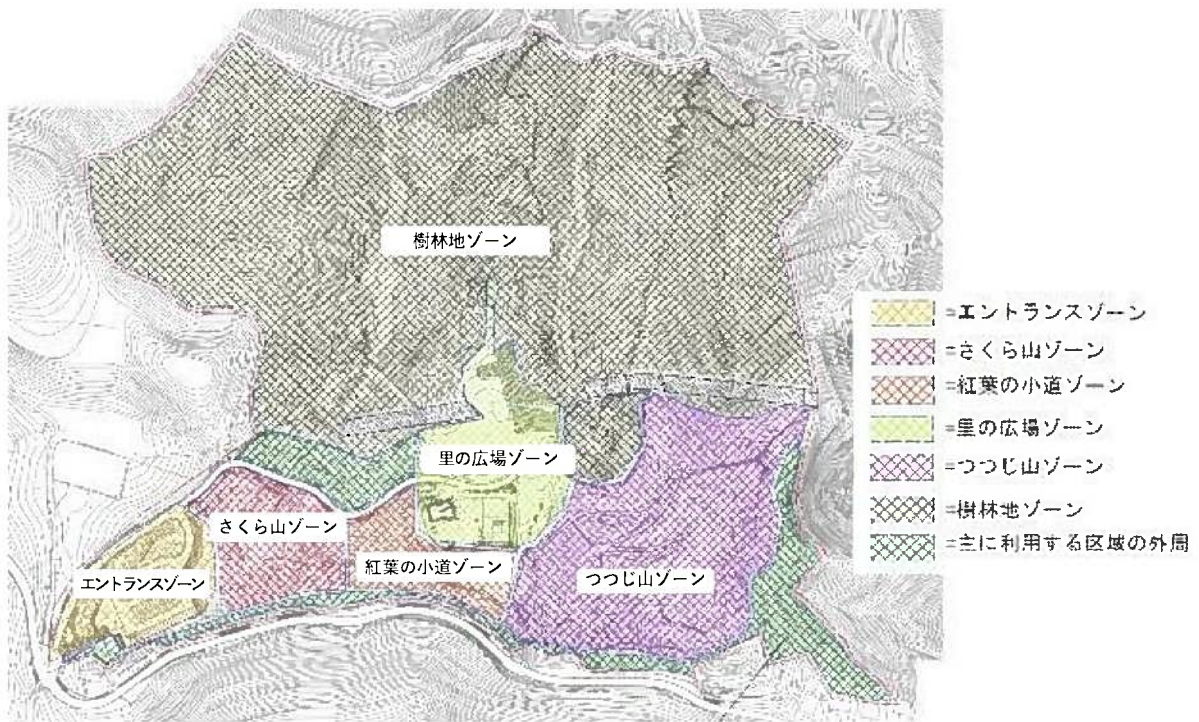 樹林地ゾーン
里の広場ゾーン
さくら山ゾーン
紅葉の小道ゾーン
エントランスゾーン
つつじ山ゾーン
=エントランスゾーン
=さくら山ゾーン
=紅葉の小道ゾーン
=里の広場ゾーン
=つつじ山ゾーン
=樹林地ゾーン
=主に利用する区域の外周